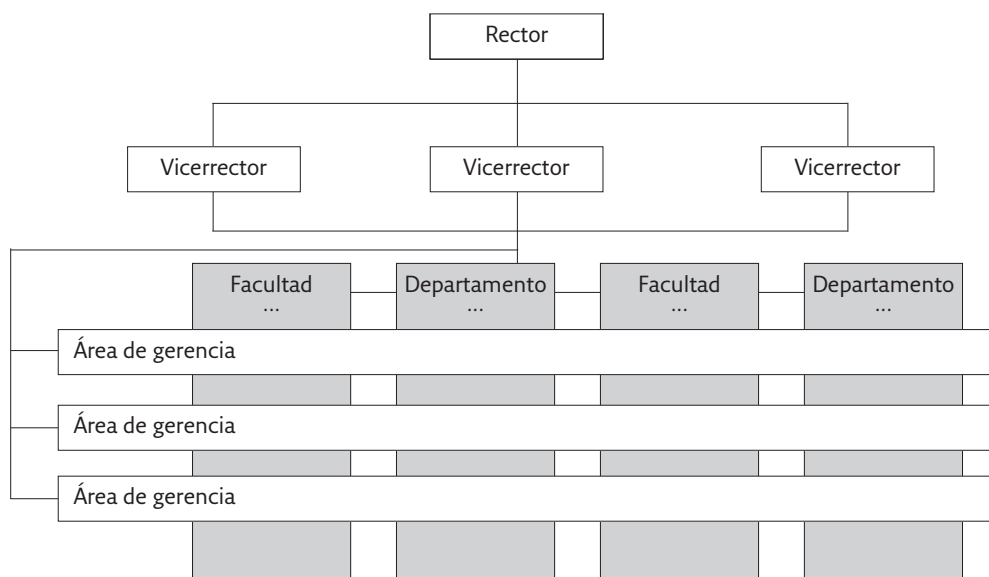 Rector
Vicerrector
Vicerrector
Vicerrector
Facultad
...
Departamento
...
Facultad
...
Departamento
...
Área de gerencia
Área de gerencia
Área de gerencia